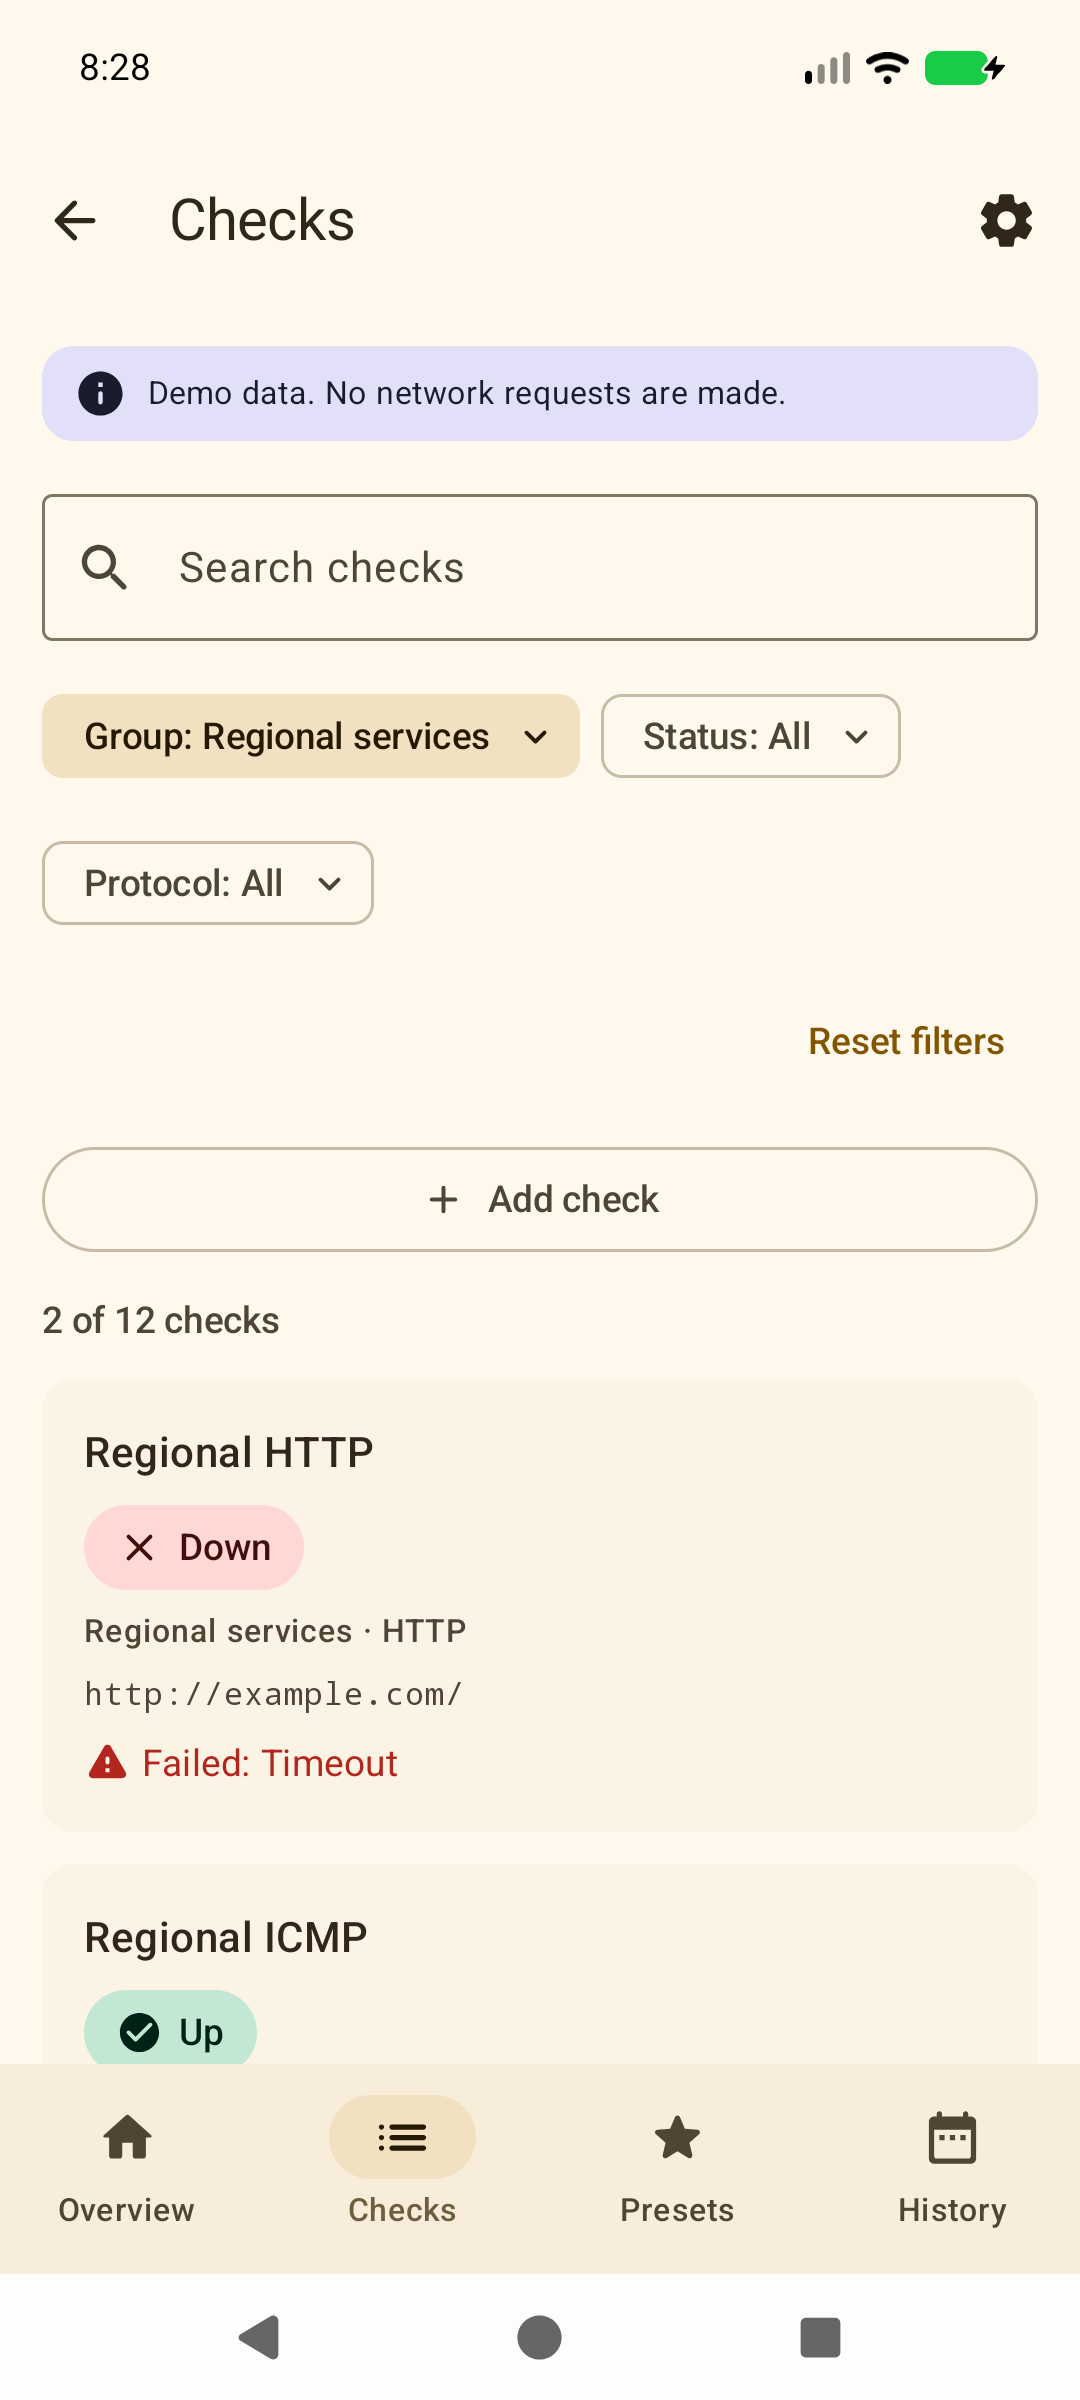 8:28
Checks
Demo data. No network requests are made.
Search checks
Group: Regional services
Status: All
Protocol: All
Reset filters
Add check
2 of 12 checks
Regional HTTP
Down
Regional services · HTTP
http://example.com/
Failed: Timeout
Regional ICMP
Up
Overview
Checks
Presets
History